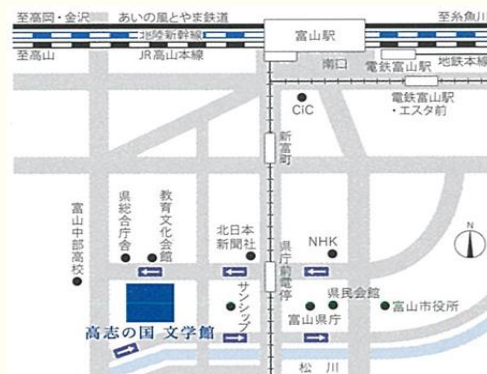 至高岡・金沢
あいの風とやま鉄道
至糸魚川
北陸新幹線
富山駅
至高山
JR高山本線
南口
電鉄富山駅
地鉄本線
CiC
電鉄富山駅
・エスタ前
新富町
富山中部高校
県総合庁舎
教育文化会館
北日本
新聞社
県庁前電停
NHK
N
サンシップ
県民会館
富山県庁
富山市役所
高志の国 文学館
松川